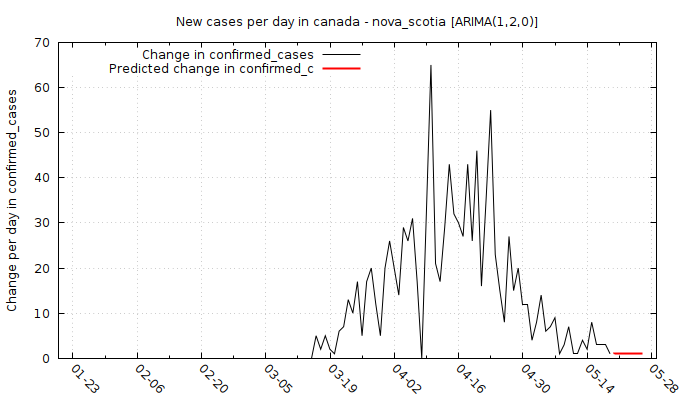 New cases per day in canada - nova_scotia [ARIMA(1,2,0)]
Change in confirmed_cases
Predicted change in confirmed_c
Change per day in confirmed_cases
70
60
50
40
30
20
10
0
01-23 02-06 02-20 03-05 03-19 04-02 04-16 04-30 05-14 05-28